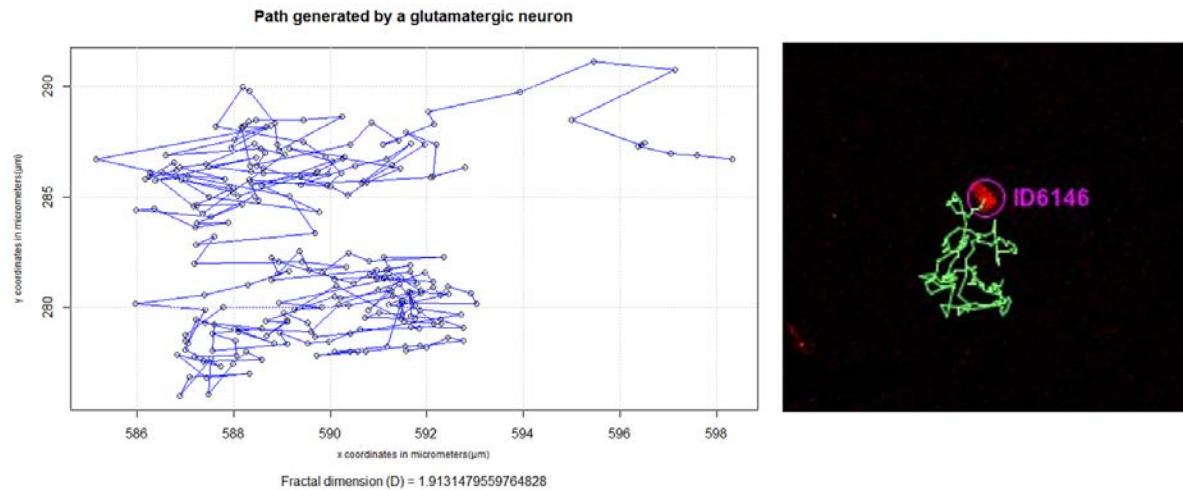 Path generated by a glutamatergic neuron
290
285
280
y coordinates in micrometers(µm)
586 588 590 592 594 596 598
x coordinates in micrometers(µm)
Fractal dimension (D) = 1.9131479559764828
ID6146